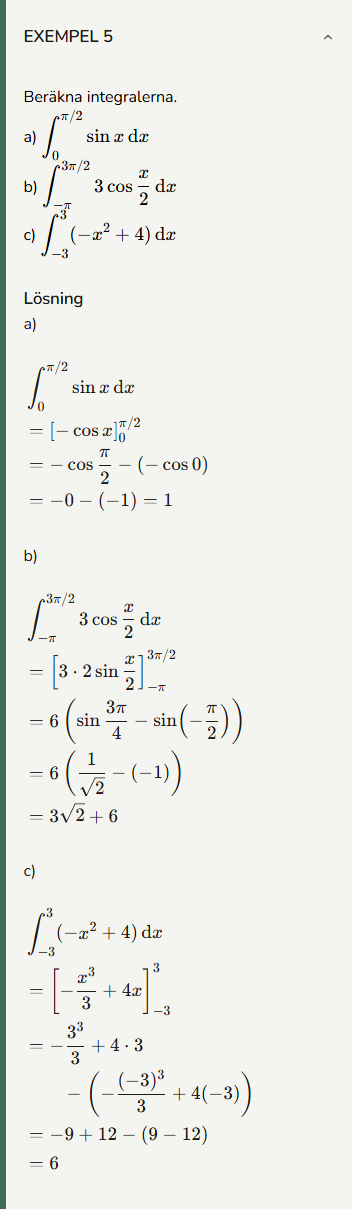 EXEMPEL 5
Beräkna integralerna.
a) ∫₀^{π/2} sin x dx
b) ∫_{−π}^{3π/2} 3 cos x/2 dx
c) ∫_{−3}^{3} (−x² + 4) dx
Lösning
a)
∫₀^{π/2} sin x dx
= [− cos x]₀^{π/2}
= − cos π/2 − (− cos 0)
= −0 − (−1) = 1
b)
∫_{−π}^{3π/2} 3 cos x/2 dx
= [3 · 2 sin x/2]_{−π}^{3π/2}
= 6 (sin 3π/4 − sin(−π/2))
= 6 (1/√2 − (−1))
= 3√2 + 6
c)
∫_{−3}^{3} (−x² + 4) dx
= [−x³/3 + 4x]_{−3}^{3}
= −3³/3 + 4 · 3
− (−(−3)³/3 + 4(−3))
= −9 + 12 − (9 − 12)
= 6